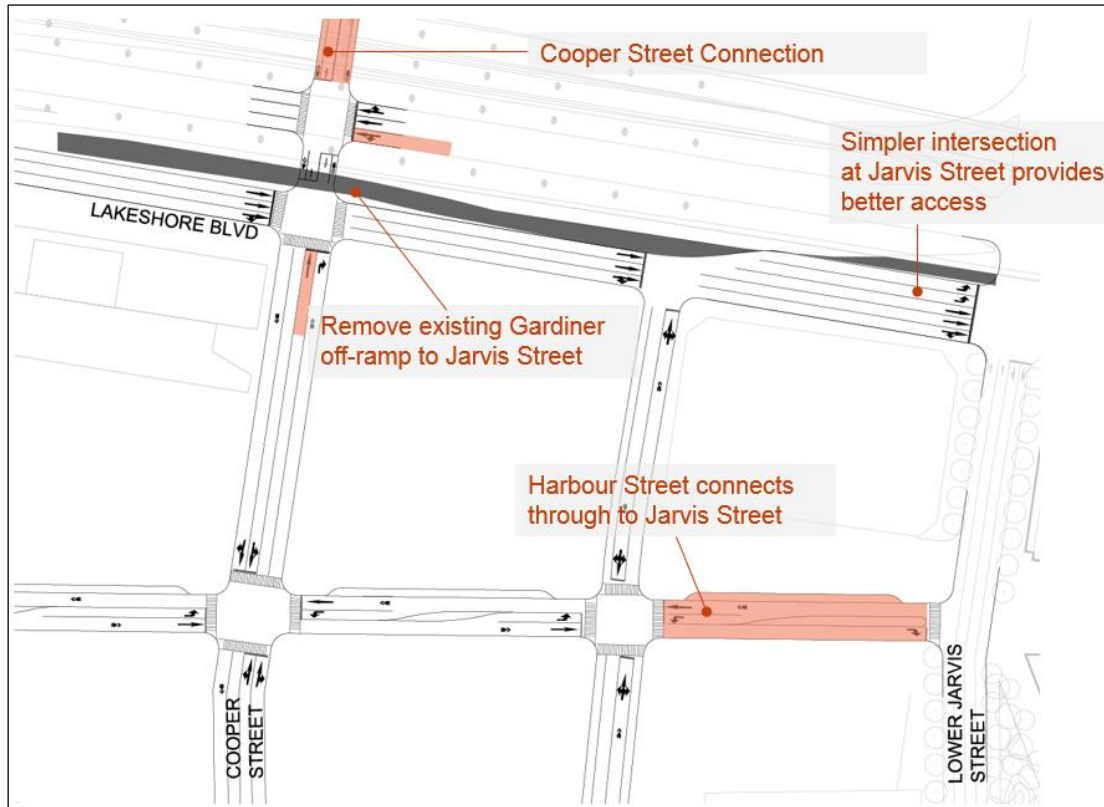 Cooper Street Connection
Simpler intersection
at Jarvis Street provides
better access
LAKESHORE BLVD
Remove existing Gardiner
off-ramp to Jarvis Street
Harbour Street connects
through to Jarvis Street
COOPER
STREET
LOWER JARVIS
STREET